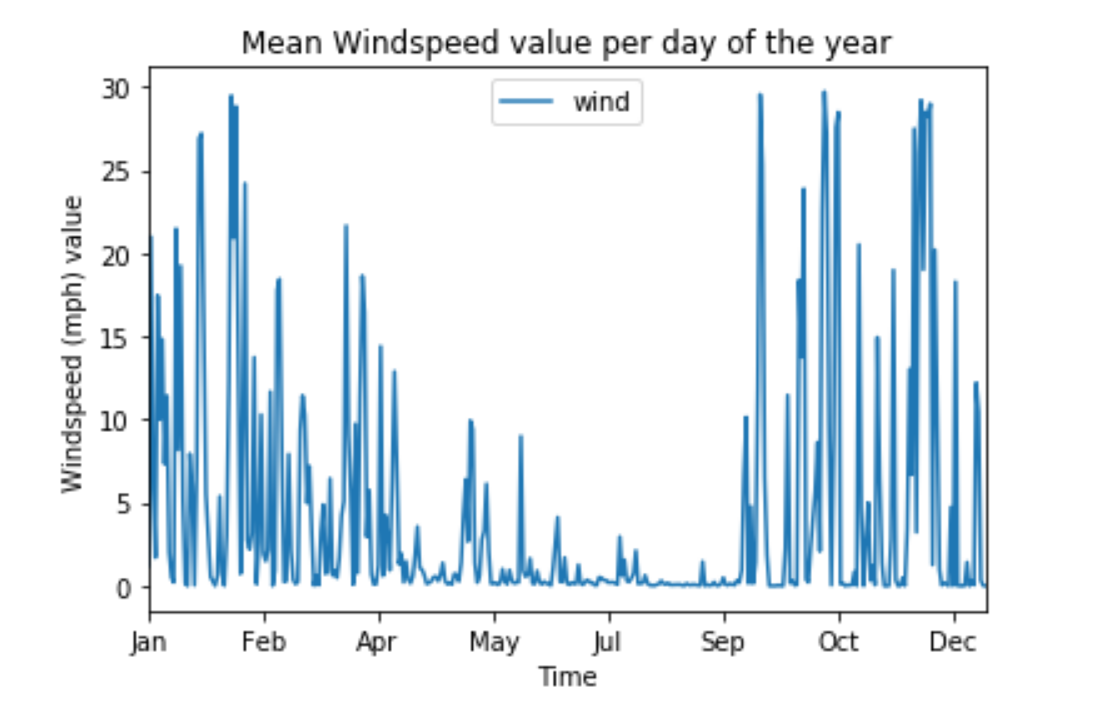 Mean Windspeed value per day of the year
wind
30
25
20
15
10
5
0
Windspeed (mph) value
Jan Feb Apr May Jul Sep Oct Dec
Time